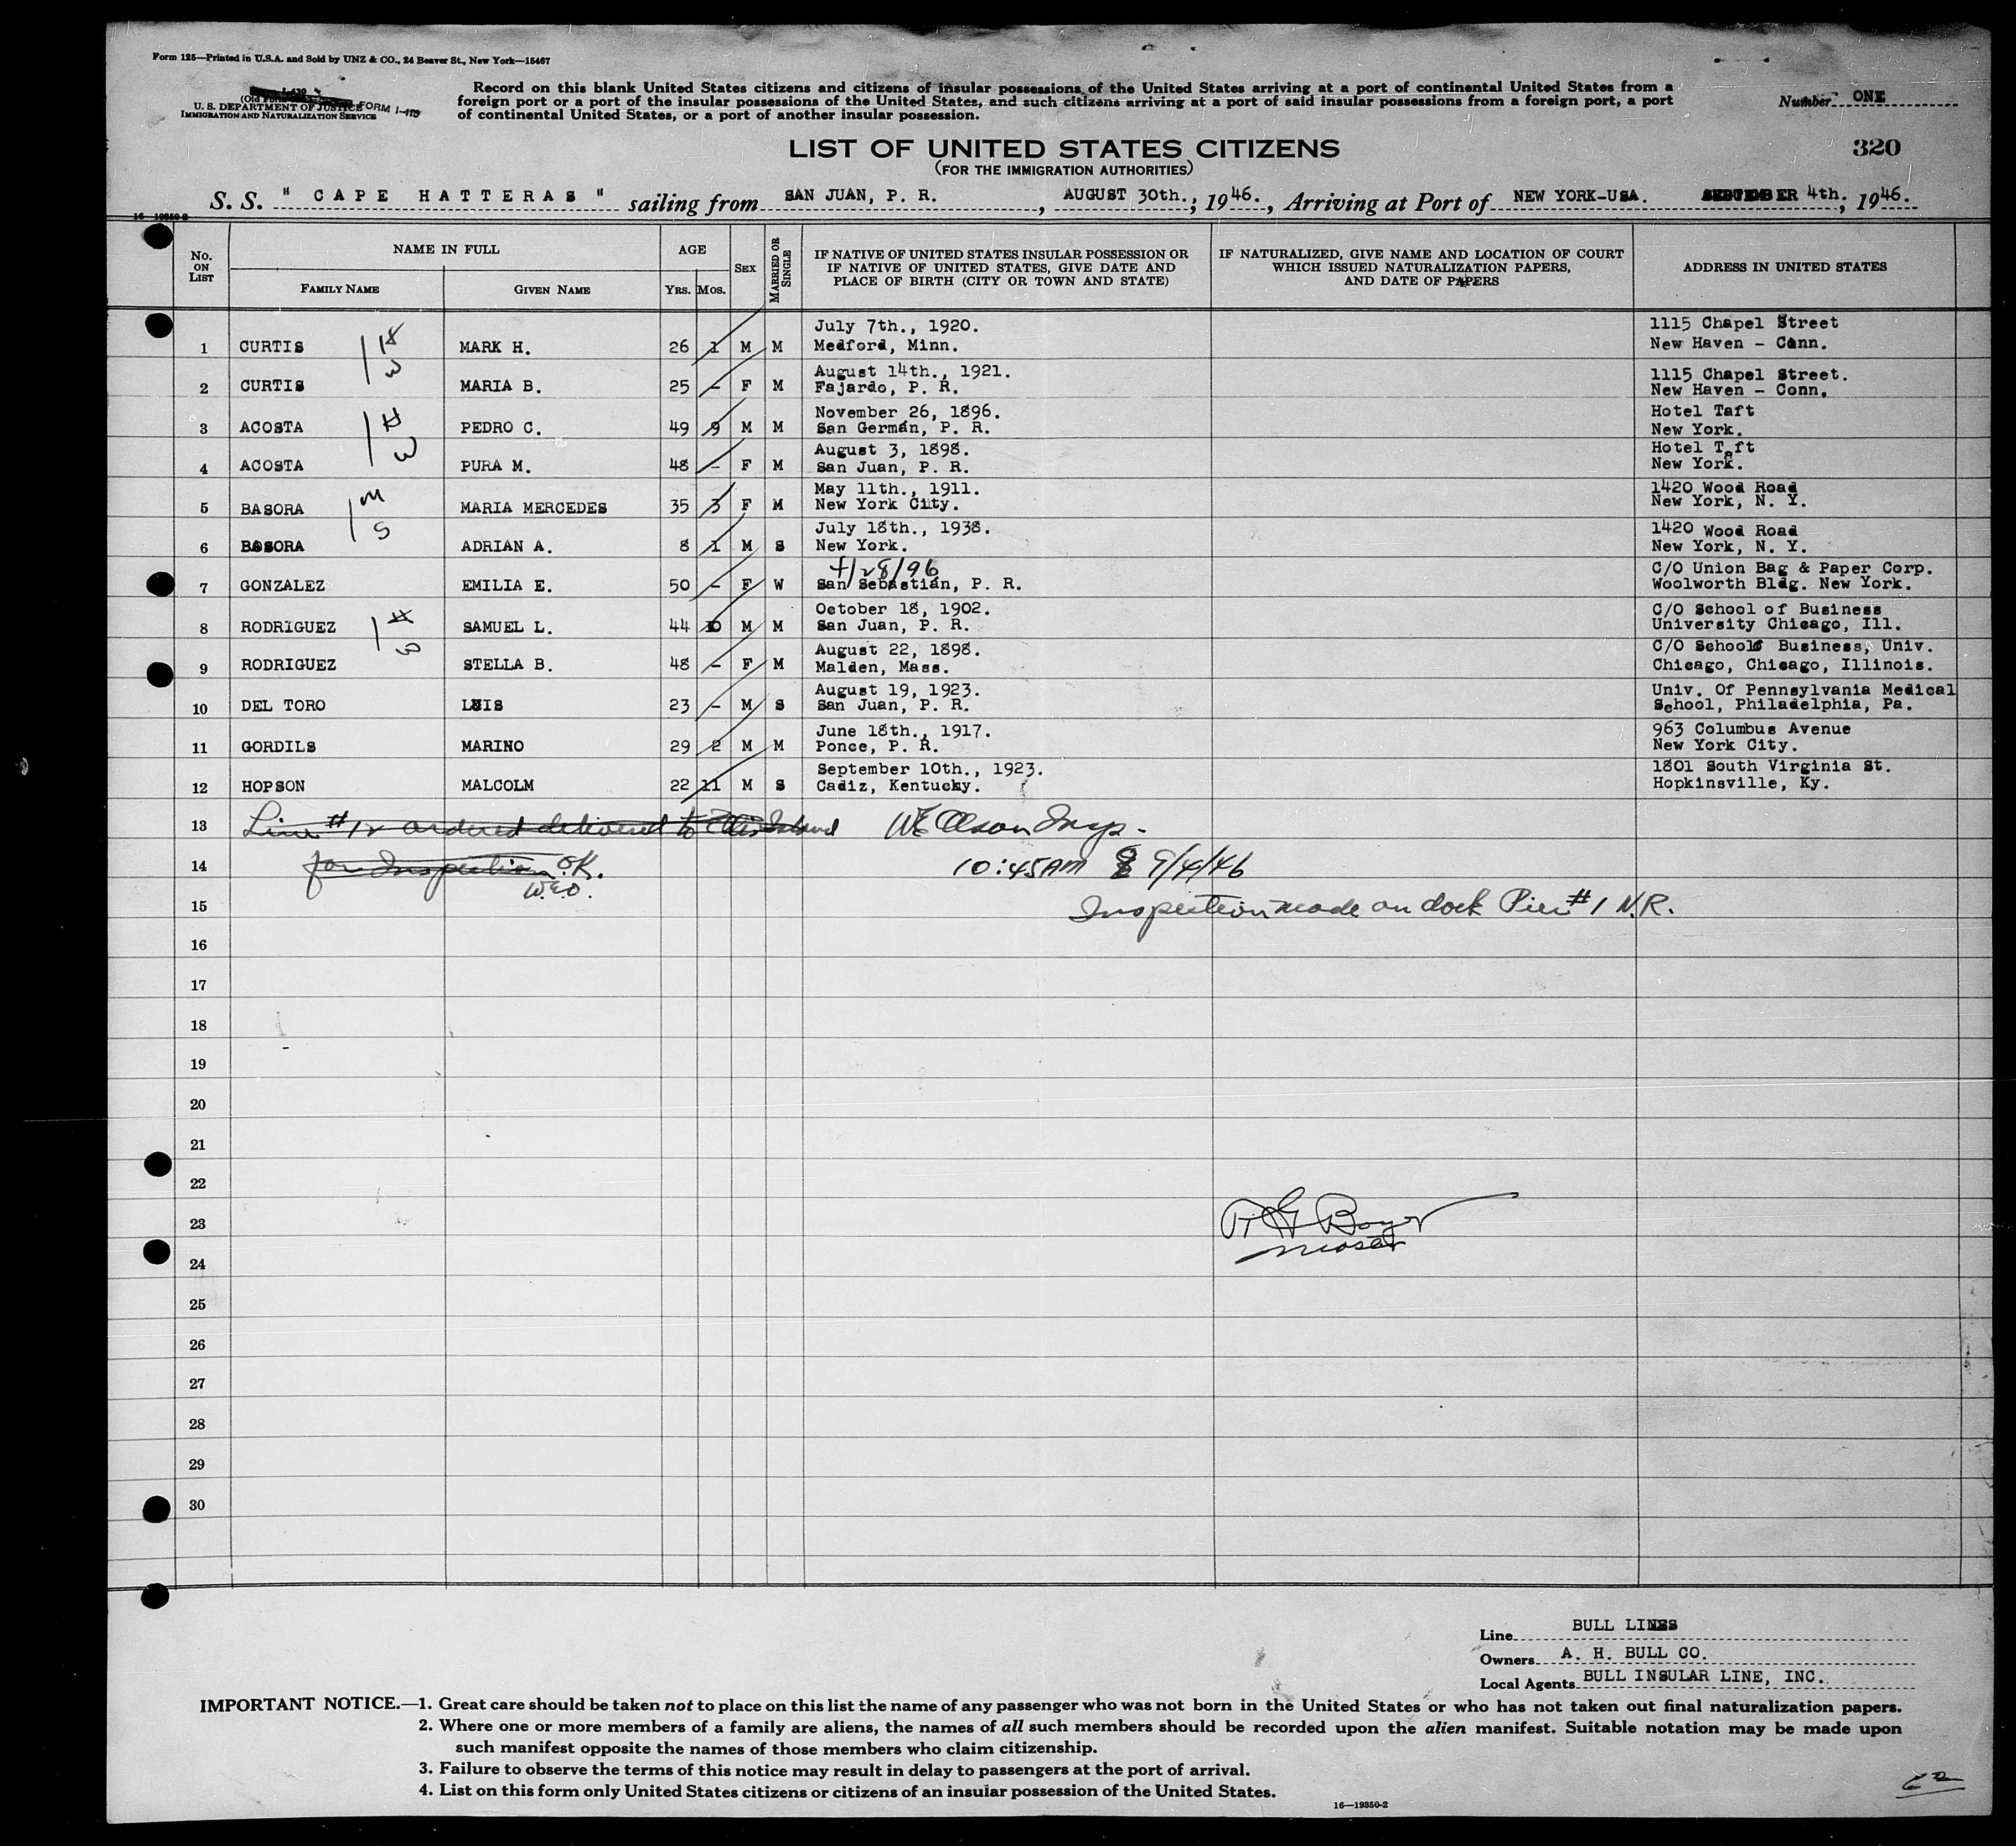 Form 125—Printed in U.S.A. and Sold by UNZ & CO., 24 Beaver St., New York—15467
U. S. DEPARTMENT OF JUSTICE FORM I-415
IMMIGRATION AND NATURALIZATION SERVICE
Record on this blank United States citizens and citizens of insular possessions of the United States arriving at a port of continental United States from a
foreign port or a port of the insular possessions of the United States, and such citizens arriving at a port of said insular possessions from a foreign port, a port
of continental United States, or a port of another insular possession.
Number ONE
LIST OF UNITED STATES CITIZENS
(FOR THE IMMIGRATION AUTHORITIES)
320
S. S. " CAPE HATTERAS " sailing from SAN JUAN, P. R. , AUGUST 30th. ; 1946. , Arriving at Port of NEW YORK-USA. SEPTEMBER 4th. , 1946.
16—19350-2
No. ON LIST
NAME IN FULL
FAMILY NAME
GIVEN NAME
AGE
YRS. MOS.
SEX
MARRIED OR SINGLE
IF NATIVE OF UNITED STATES INSULAR POSSESSION OR
IF NATIVE OF UNITED STATES, GIVE DATE AND
PLACE OF BIRTH (CITY OR TOWN AND STATE)
IF NATURALIZED, GIVE NAME AND LOCATION OF COURT
WHICH ISSUED NATURALIZATION PAPERS,
AND DATE OF PAPERS
ADDRESS IN UNITED STATES
July 7th., 1920. 1115 Chapel Street
1 CURTIS MARK H. 26 1 M M Medford, Minn. New Haven - Conn.
August 14th., 1921. 1115 Chapel Street.
2 CURTIS MARIA B. 25 - F M Fajardo, P. R. New Haven - Conn.
November 26, 1896. Hotel Taft
3 ACOSTA PEDRO C. 49 9 M M San Germán, P. R. New York.
August 3, 1898. Hotel Taft
4 ACOSTA PURA M. 48 - F M San Juan, P. R. New York.
May 11th., 1911. 1420 Wood Road
5 BASORA MARIA MERCEDES 35 3 F M New York City. New York, N. Y.
July 18th., 1938. 1420 Wood Road
6 BASORA ADRIAN A. 8 1 M S New York. New York, N. Y.
/28/96 C/O Union Bag & Paper Corp.
7 GONZALEZ EMILIA E. 50 - F W San Sebastián, P. R. Woolworth Bldg. New York.
October 18, 1902. C/O School of Business
8 RODRIGUEZ SAMUEL L. 44 10 M M San Juan, P. R. University Chicago, Ill.
August 22, 1898. C/O School Business, Univ.
9 RODRIGUEZ STELLA B. 48 - F M Malden, Mass. Chicago, Chicago, Illinois.
August 19, 1923. Univ. Of Pennsylvania Medical
10 DEL TORO LUIS 23 - M S San Juan, P. R. School, Philadelphia, Pa.
June 18th., 1917. 963 Columbus Avenue
11 GORDILS MARINO 29 2 M M Ponce, P. R. New York City.
September 10th., 1923. 1801 South Virginia St.
12 HOPSON MALCOLM 22 11 M S Cadiz, Kentucky. Hopkinsville, Ky.
13 Line #12 ordered delivered to Ellis Island WE Olson Insp.
14 for Inspection O.K. 10:45AM 9/4/46
W.E.O.
15 Inspection made on dock Pier #1 N.R.
16
17
18
19
20
21
22
23
24
25
26
27
28
29
30
Line BULL LINES
Owners A. H. BULL CO.
Local Agents BULL INSULAR LINE, INC.
IMPORTANT NOTICE.—1. Great care should be taken not to place on this list the name of any passenger who was not born in the United States or who has not taken out final naturalization papers.
2. Where one or more members of a family are aliens, the names of all such members should be recorded upon the alien manifest. Suitable notation may be made upon
such manifest opposite the names of those members who claim citizenship.
3. Failure to observe the terms of this notice may result in delay to passengers at the port of arrival.
4. List on this form only United States citizens or citizens of an insular possession of the United States.
16—19350-2